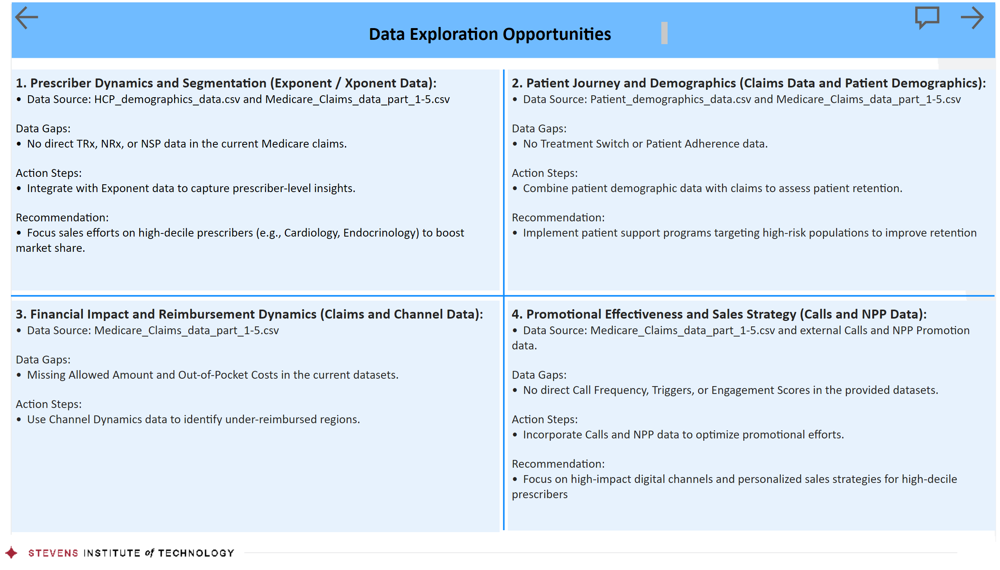 Data Exploration Opportunities
1. Prescriber Dynamics and Segmentation (Exponent / Xponent Data):
• Data Source: HCP_demographics_data.csv and Medicare_Claims_data_part_1-5.csv
Data Gaps:
• No direct TRx, NRx, or NSP data in the current Medicare claims.
Action Steps:
• Integrate with Exponent data to capture prescriber-level insights.
Recommendation:
• Focus sales efforts on high-decile prescribers (e.g., Cardiology, Endocrinology) to boost
market share.
2. Patient Journey and Demographics (Claims Data and Patient Demographics):
• Data Source: Patient_demographics_data.csv and Medicare_Claims_data_part_1-5.csv
Data Gaps:
• No Treatment Switch or Patient Adherence data.
Action Steps:
• Combine patient demographic data with claims to assess patient retention.
Recommendation:
• Implement patient support programs targeting high-risk populations to improve retention
3. Financial Impact and Reimbursement Dynamics (Claims and Channel Data):
• Data Source: Medicare_Claims_data_part_1-5.csv
Data Gaps:
• Missing Allowed Amount and Out-of-Pocket Costs in the current datasets.
Action Steps:
• Use Channel Dynamics data to identify under-reimbursed regions.
4. Promotional Effectiveness and Sales Strategy (Calls and NPP Data):
• Data Source: Medicare_Claims_data_part_1-5.csv and external Calls and NPP Promotion
data.
Data Gaps:
• No direct Call Frequency, Triggers, or Engagement Scores in the provided datasets.
Action Steps:
• Incorporate Calls and NPP data to optimize promotional efforts.
Recommendation:
• Focus on high-impact digital channels and personalized sales strategies for high-decile
prescribers
STEVENS INSTITUTE of TECHNOLOGY